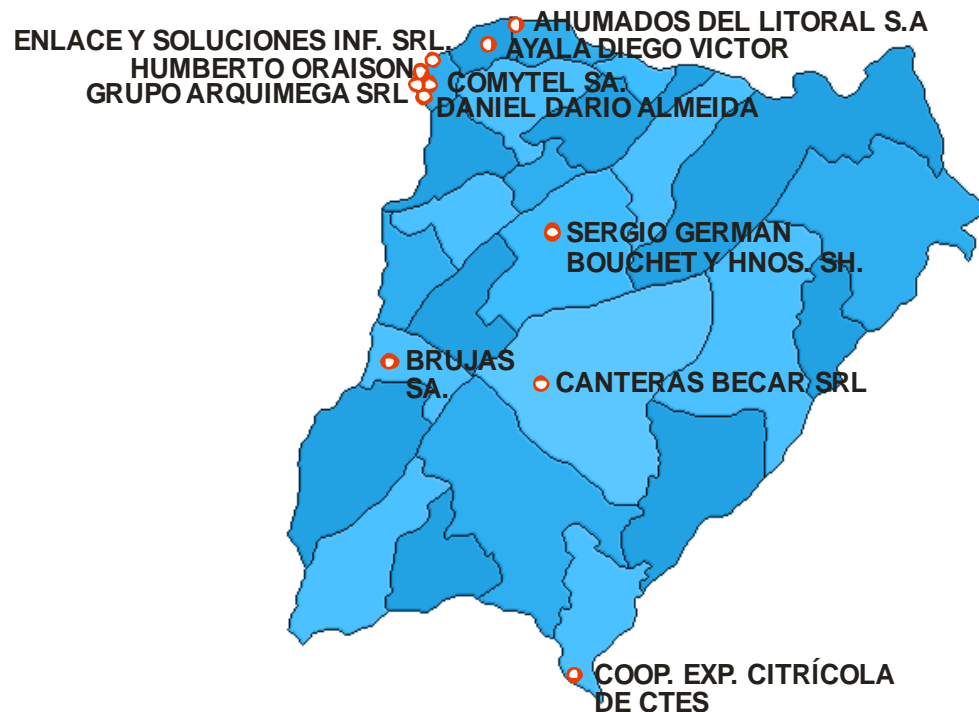 AHUMADOS DEL LITORAL S.A
AYALA DIEGO VICTOR
ENLACE Y SOLUCIONES INF. SRL.
HUMBERTO ORAISON
COMYTEL SA.
GRUPO ARQUIMEGA SRL
DANIEL DARIO ALMEIDA
SERGIO GERMAN
BOUCHET Y HNOS. SH.
BRUJAS
SA.
CANTERAS BECAR SRL
COOP. EXP. CITRÍCOLA
DE CTES